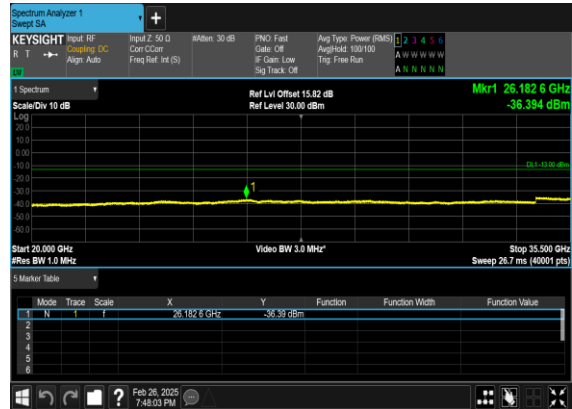 Spectrum Analyzer 1
Swept SA
+
KEYSIGHT Input: RF Input Z: 50 Ω #Atten: 30 dB PNO: Fast Avg Type: Power (RMS) 1 2 3 4 5 6
R T Coupling: DC Corr CCorr Gate: Off Avg|Hold: 100/100 A W W W W W
Align: Auto Freq Ref: Int (S) IF Gain: Low Trig: Free Run
Sig Track: Off A N N N N N
1 Spectrum
Ref Lvl Offset 15.82 dB Mkr1 26.182 6 GHz
Scale/Div 10 dB Ref Level 30.00 dBm -36.394 dBm
Log
20.0
10.0
0.00
-10.0
DL1 -13.00 dBm
-20.0
-30.0
1
-40.0
-50.0
-60.0
Start 20.000 GHz Video BW 3.0 MHz* Stop 35.500 GHz
#Res BW 1.0 MHz Sweep 26.7 ms (40001 pts)
5 Marker Table
Mode Trace Scale X Y Function Function Width Function Value
1 N 1 f 26.182 6 GHz -36.39 dBm
2
3
4
5
6
? Feb 26, 2025
7:48:03 PM